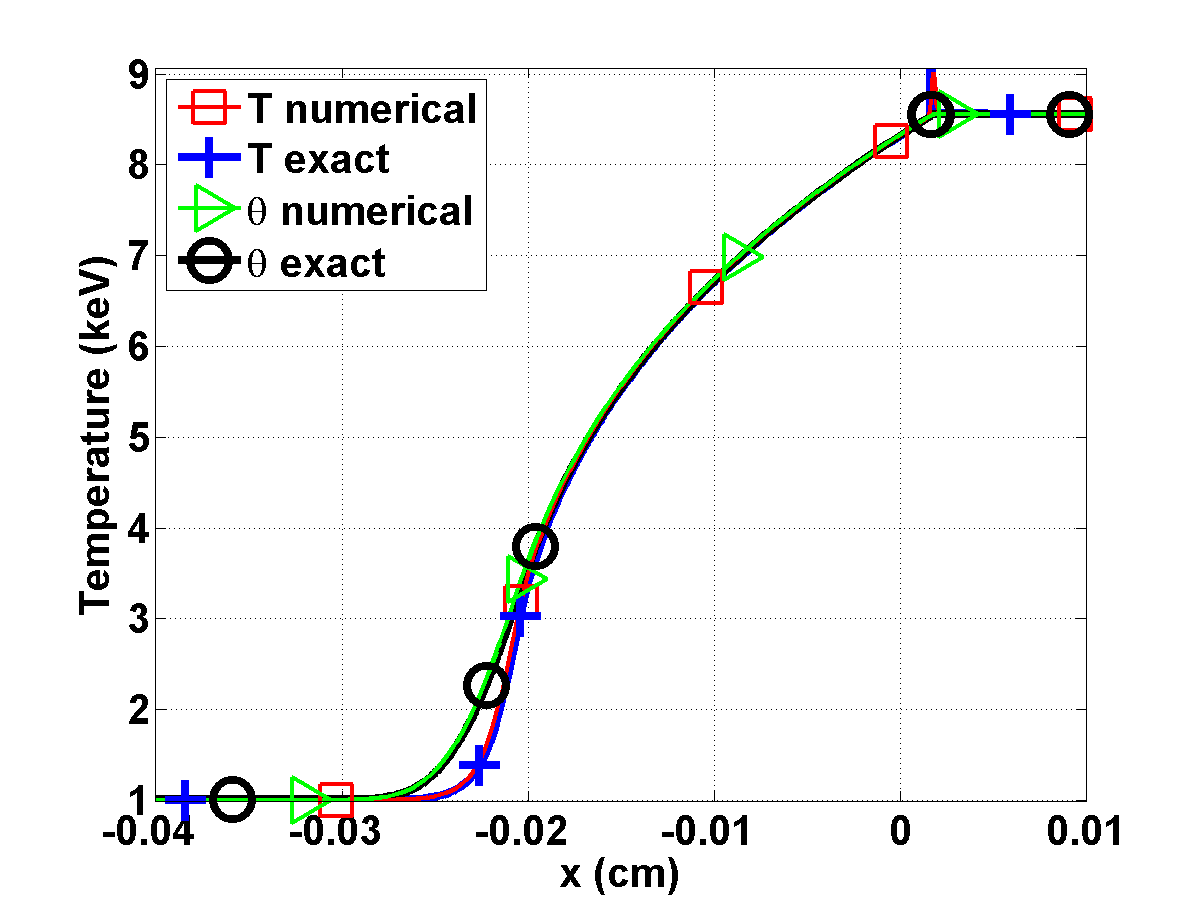 9
8
7
6
5
4
3
2
1
Temperature (keV)
T numerical
T exact
θ numerical
θ exact
-0.04
-0.03
-0.02
-0.01
0
0.01
x (cm)